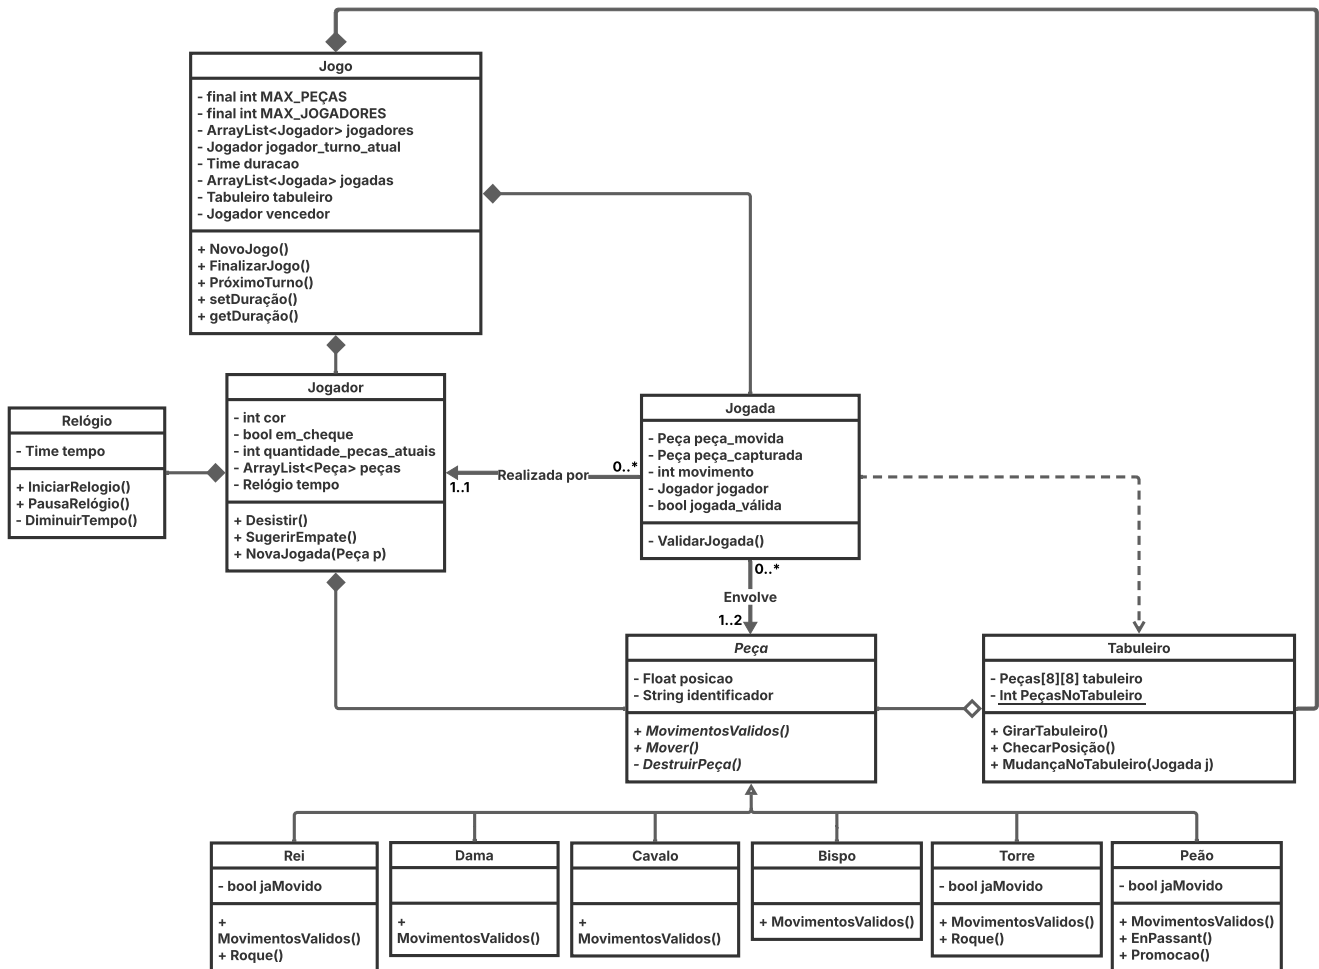 Jogo
- final int MAX_PEÇAS
- final int MAX_JOGADORES
- ArrayList<Jogador> jogadores
- Jogador jogador_turno_atual
- Time duracao
- ArrayList<Jogada> jogadas
- Tabuleiro tabuleiro
- Jogador vencedor
+ NovoJogo()
+ FinalizarJogo()
+ PróximoTurno()
+ setDuração()
+ getDuração()
Relógio
- Time tempo
+ IniciarRelogio()
+ PausaRelógio()
- DiminuirTempo()
Jogador
- int cor
- bool em_cheque
- int quantidade_pecas_atuais
- ArrayList<Peça> peças
- Relógio tempo
+ Desistir()
+ SugerirEmpate()
+ NovaJogada(Peça p)
1..1
Realizada por
0..*
Jogada
- Peça peça_movida
- Peça peça_capturada
- int movimento
- Jogador jogador
- bool jogada_válida
- ValidarJogada()
0..*
Envolve
1..2
Peça
- Float posicao
- String identificador
+ MovimentosValidos()
+ Mover()
- DestruirPeça()
Tabuleiro
- Peças[8][8] tabuleiro
- Int PeçasNoTabuleiro
+ GirarTabuleiro()
+ ChecarPosição()
+ MudançaNoTabuleiro(Jogada j)
Rei
- bool jaMovido
+
MovimentosValidos()
+ Roque()
Dama
+
MovimentosValidos()
Cavalo
+
MovimentosValidos()
Bispo
+ MovimentosValidos()
Torre
- bool jaMovido
+ MovimentosValidos()
+ Roque()
Peão
- bool jaMovido
+ MovimentosValidos()
+ EnPassant()
+ Promocao()